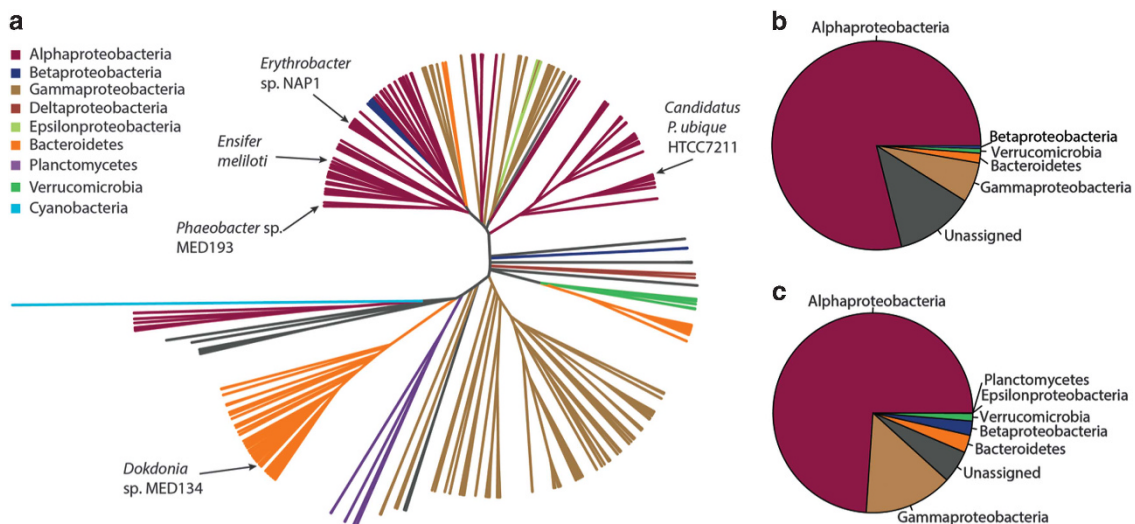 a
Alphaproteobacteria
Betaproteobacteria
Gammaproteobacteria
Deltaproteobacteria
Epsilonproteobacteria
Bacteroidetes
Planctomycetes
Verrucomicrobia
Cyanobacteria
Erythrobacter
sp. NAP1
Ensifer
meliloti
Phaeobacter sp.
MED193
Candidatus
P. ubique
HTCC7211
Dokdonia
sp. MED134
b
Alphaproteobacteria
Betaproteobacteria
Verrucomicrobia
Bacteroidetes
Gammaproteobacteria
Unassigned
c
Alphaproteobacteria
Planctomycetes
Epsilonproteobacteria
Verrucomicrobia
Betaproteobacteria
Bacteroidetes
Unassigned
Gammaproteobacteria